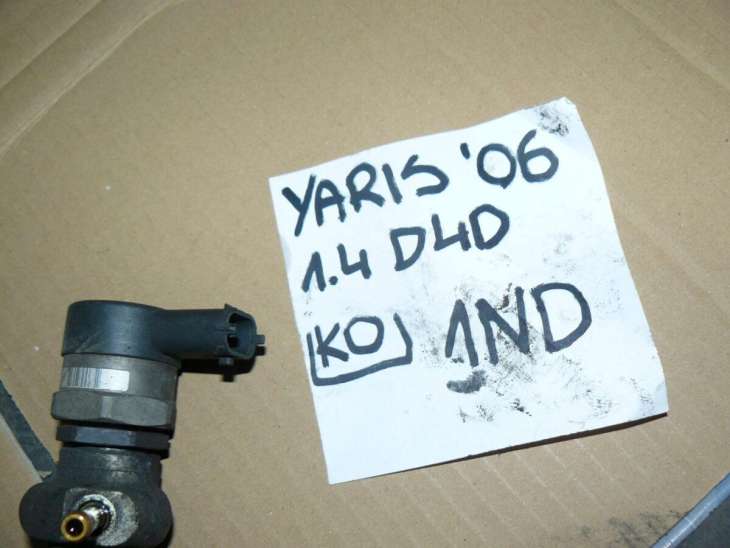 YARIS '06
1.4 D4D
KO 1ND